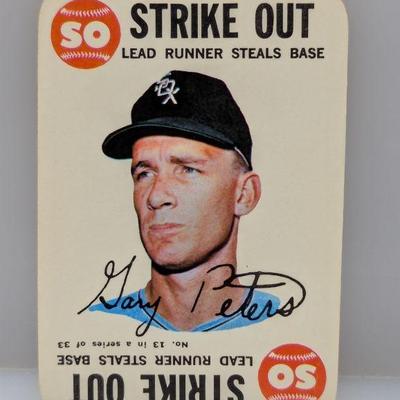 SO
STRIKE OUT
LEAD RUNNER STEALS BASE
SOX
Gary Peters
No. 13 in a series of 33
LEAD RUNNER STEALS BASE
STRIKE OUT
SO